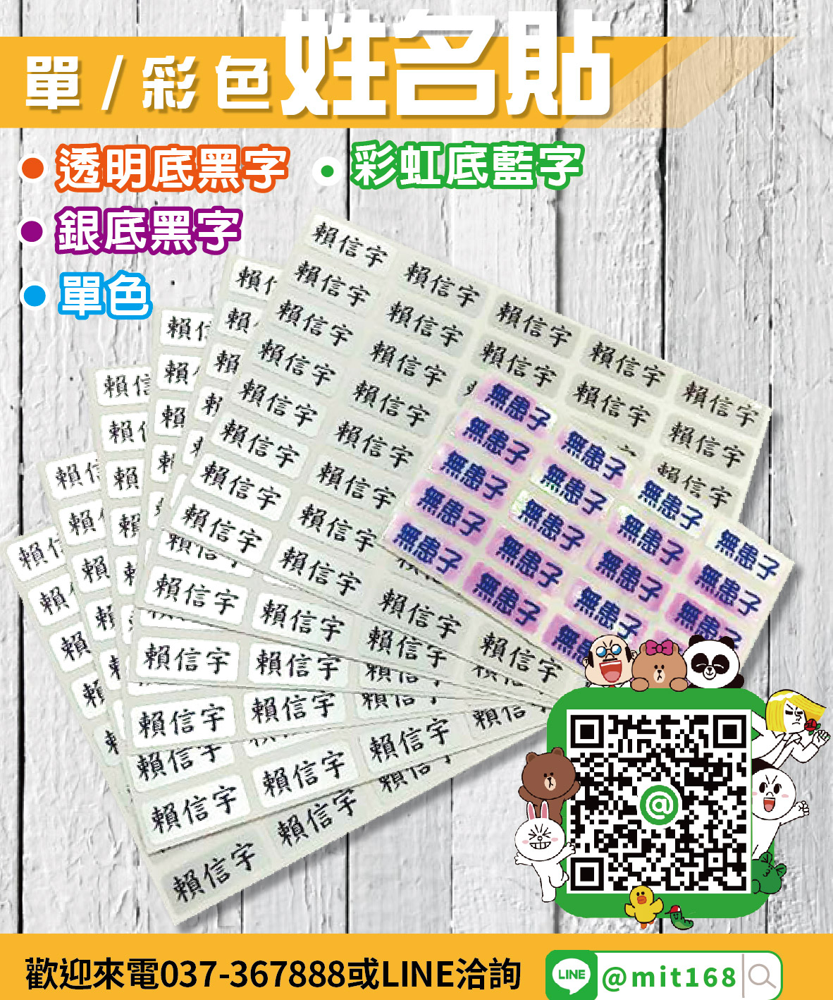 單/彩色姓名貼
透明底黑字
彩虹底藍字
銀底黑字
單色
賴信宇
無患子
@
歡迎來電037-367888或LINE洽詢
LINE
@mit168